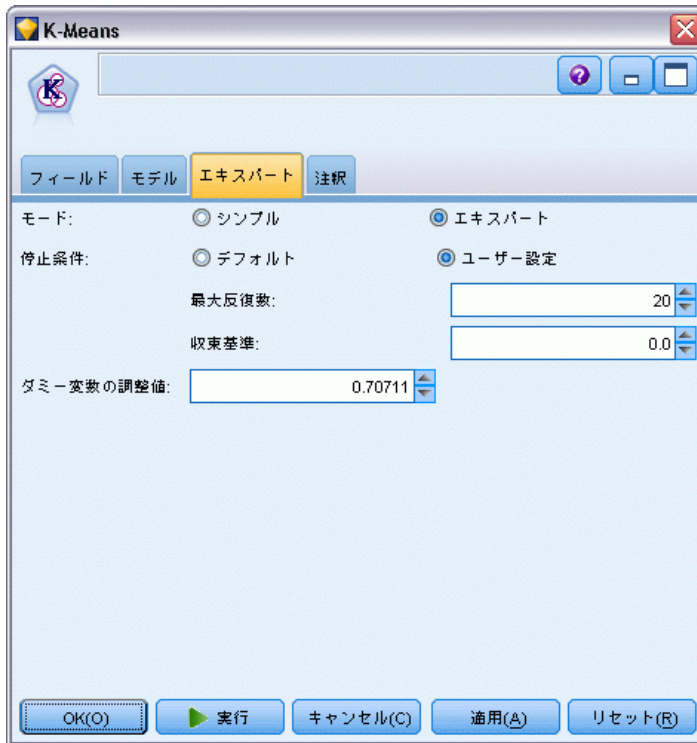 K-Means
K
フィールド モデル エキスパート 注釈
モード: シンプル エキスパート
停止条件: デフォルト ユーザー設定
最大反復数: 20
収束基準: 0.0
ダミー変数の調整値: 0.70711
OK(O) 実行 キャンセル(C) 適用(A) リセット(R)